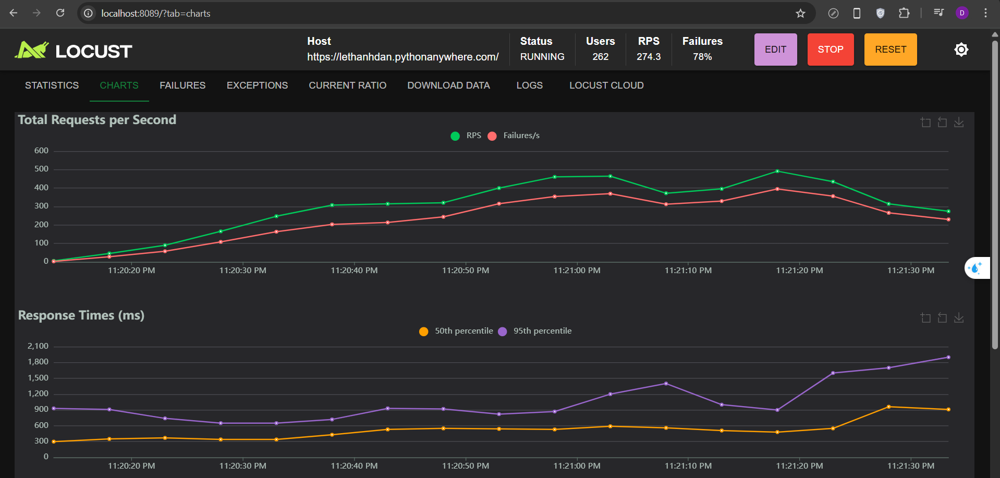 localhost:8089/?tab=charts
D
LOCUST
Host
https://lethanhdan.pythonanywhere.com/
Status
RUNNING
Users
262
RPS
274.3
Failures
78%
EDIT
STOP
RESET
STATISTICS CHARTS FAILURES EXCEPTIONS CURRENT RATIO DOWNLOAD DATA LOGS LOCUST CLOUD
Total Requests per Second
RPS Failures/s
600
500
400
300
200
100
0
11:20:20 PM 11:20:30 PM 11:20:40 PM 11:20:50 PM 11:21:00 PM 11:21:10 PM 11:21:20 PM 11:21:30 PM
Response Times (ms)
50th percentile 95th percentile
2,100
1,800
1,500
1,200
900
600
300
0
11:20:20 PM 11:20:30 PM 11:20:40 PM 11:20:50 PM 11:21:00 PM 11:21:10 PM 11:21:20 PM 11:21:30 PM